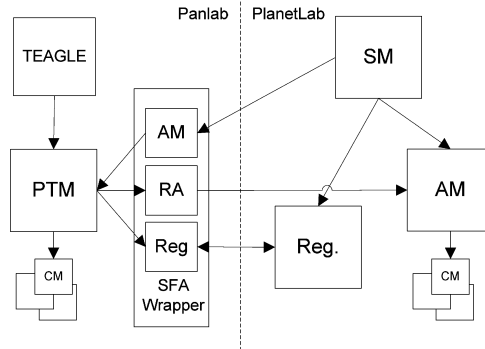 Panlab
PlanetLab
TEAGLE
SM
AM
PTM
RA
AM
Reg
Reg.
CM
SFA
Wrapper
CM